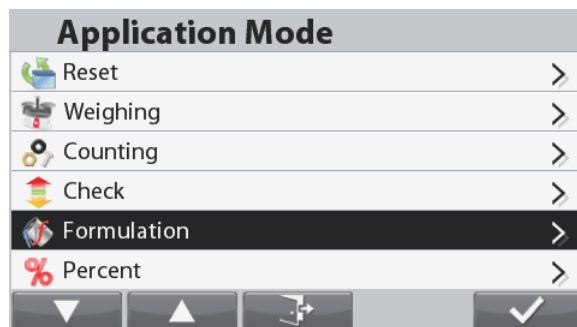 Application Mode
Reset
Weighing
Counting
Check
Formulation
Percent